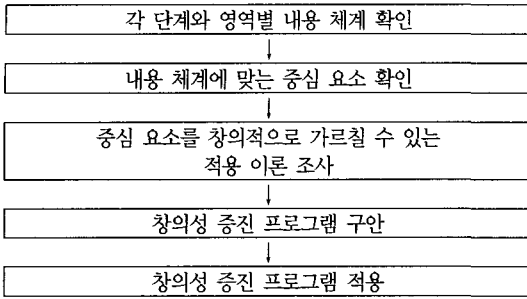 각 단계와 영역별 내용 체계 확인
내용 체계에 맞는 중심 요소 확인
중심 요소를 창의적으로 가르칠 수 있는
적용 이론 조사
창의성 증진 프로그램 구안
창의성 증진 프로그램 적용